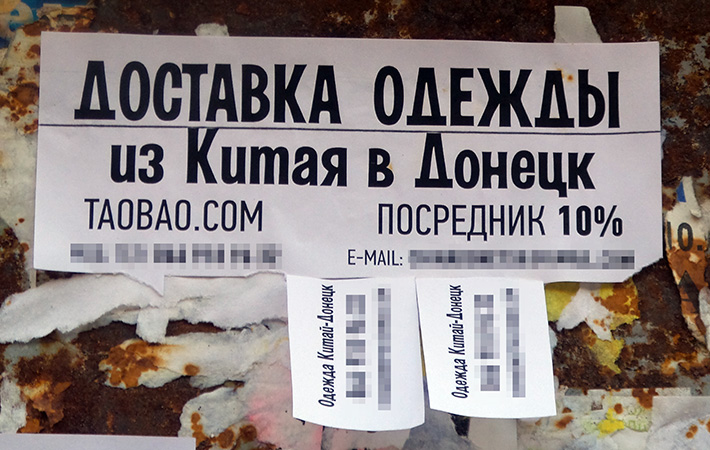 ДОСТАВКА ОДЕЖДЫ
из Китая в Донецк
TAOBAO.COM ПОСРЕДНИК 10%
E-MAIL:
Одежда Китай-Донецк
Одежда Китай-Донецк